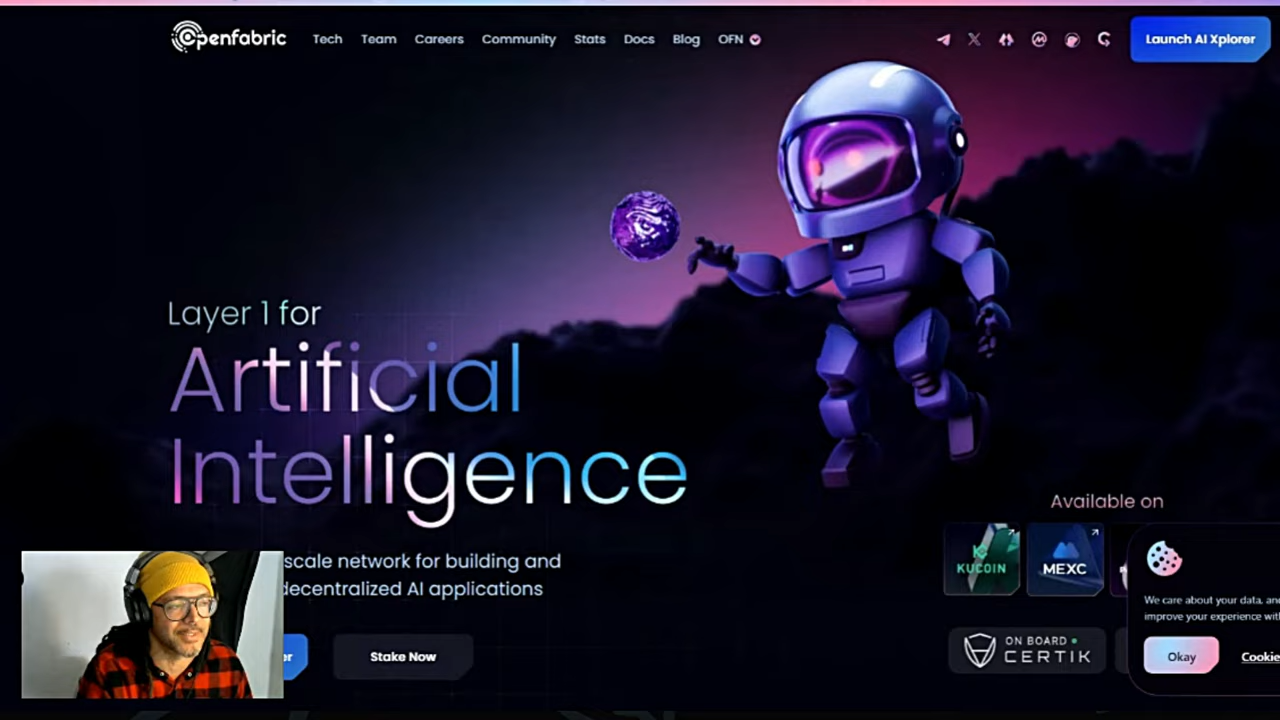 Openfabric
Tech Team Careers Community Stats Docs Blog OFN
Launch AI Xplorer
Layer 1 for
Artificial
Intelligence
scale network for building and
decentralized AI applications
Stake Now
Available on
KUCOIN
MEXC
ON BOARD
CERTIK
We care about your data, and
improve your experience with
Okay
Cookie